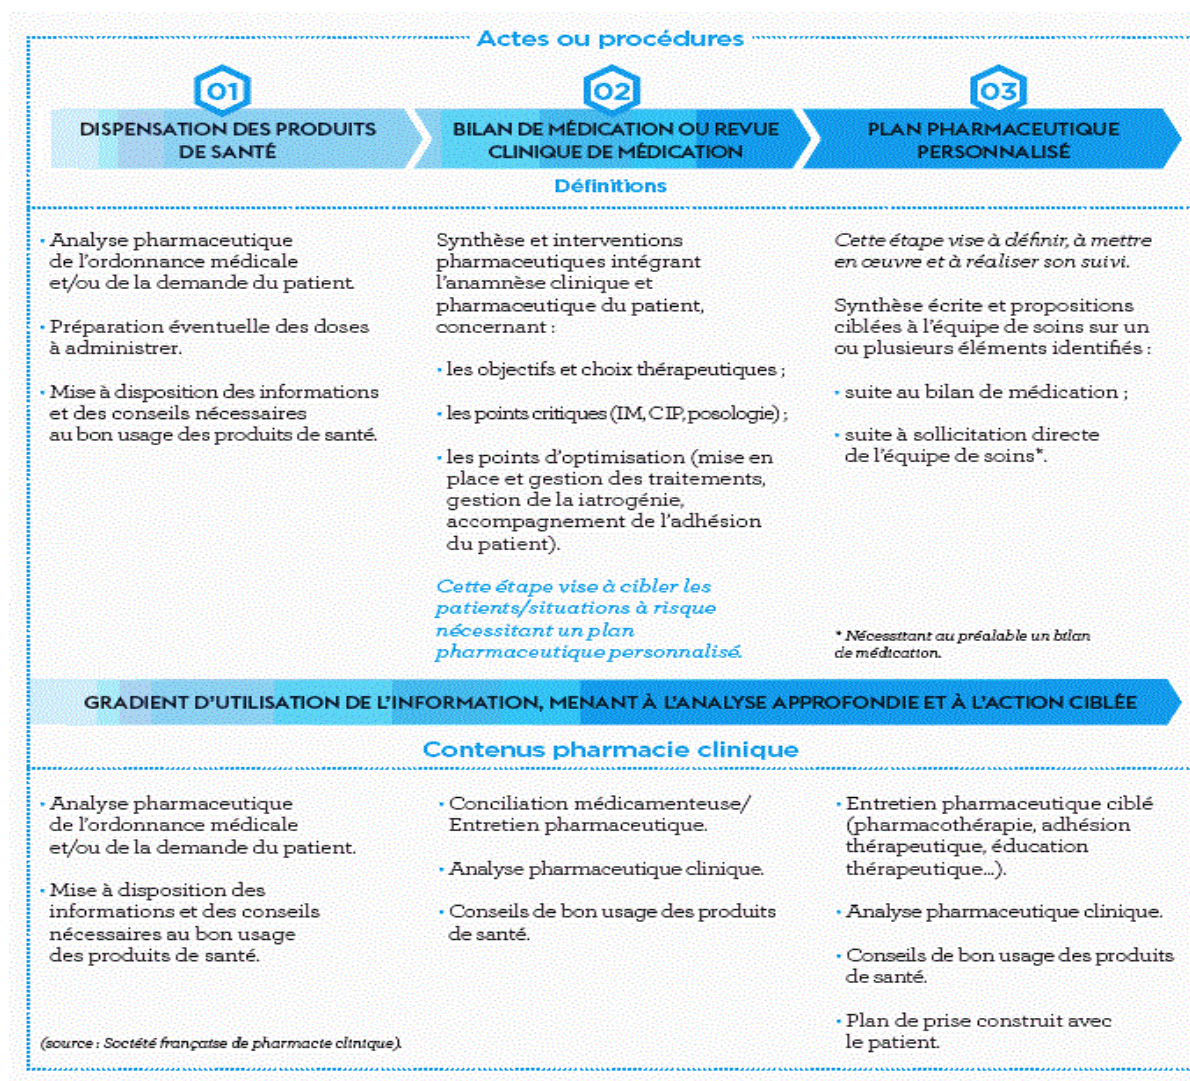 Actes ou procédures
01
DISPENSATION DES PRODUITS
DE SANTÉ
02
BILAN DE MÉDICATION OU REVUE
CLINIQUE DE MÉDICATION
03
PLAN PHARMACEUTIQUE
PERSONNALISÉ
Définitions
• Analyse pharmaceutique
de l'ordonnance médicale
et/ou de la demande du patient.
• Préparation éventuelle des doses
à administrer.
• Mise à disposition des informations
et des conseils nécessaires
au bon usage des produits de santé.
Synthèse et interventions
pharmaceutiques intégrant
l'anamnèse clinique et
pharmaceutique du patient,
concernant :
• les objectifs et choix thérapeutiques ;
• les points critiques (IM, CIP, posologie) ;
• les points d'optimisation (mise en
place et gestion des traitements,
gestion de la iatrogénie,
accompagnement de l'adhésion
du patient).
Cette étape vise à cibler les
patients/situations à risque
nécessitant un plan
pharmaceutique personnalisé.
Cette étape vise à définir, à mettre
en œuvre et à réaliser son suivi.
Synthèse écrite et propositions
ciblées à l'équipe de soins sur un
ou plusieurs éléments identifiés :
• suite au bilan de médication ;
• suite à sollicitation directe
de l'équipe de soins*.
* Nécessitant au préalable un bilan
de médication.
GRADIENT D'UTILISATION DE L'INFORMATION, MENANT À L'ANALYSE APPROFONDIE ET À L'ACTION CIBLÉE
Contenus pharmacie clinique
• Analyse pharmaceutique
de l'ordonnance médicale
et/ou de la demande du patient.
• Mise à disposition des
informations et des conseils
nécessaires au bon usage
des produits de santé.
• Conciliation médicamenteuse/
Entretien pharmaceutique.
• Analyse pharmaceutique clinique.
• Conseils de bon usage des produits
de santé.
• Entretien pharmaceutique ciblé
(pharmacothérapie, adhésion
thérapeutique, éducation
thérapeutique...).
• Analyse pharmaceutique clinique.
• Conseils de bon usage des produits
de santé.
• Plan de prise construit avec
le patient.
(source : Société française de pharmacie clinique).